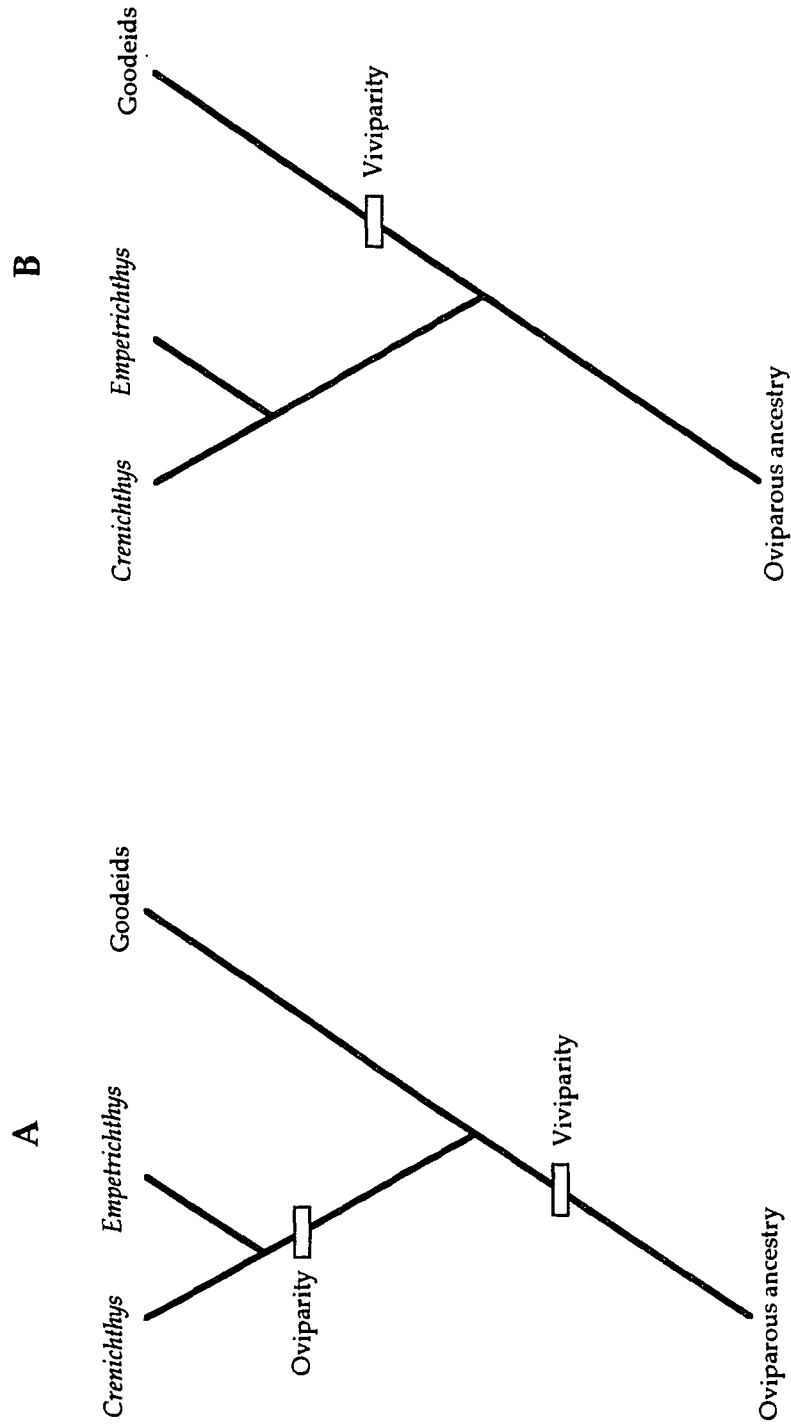 A
Crenichthys
Empetrichthys
Goodeids
Oviparity
Viviparity
Oviparous ancestry
B
Crenichthys
Empetrichthys
Goodeids
Viviparity
Oviparous ancestry